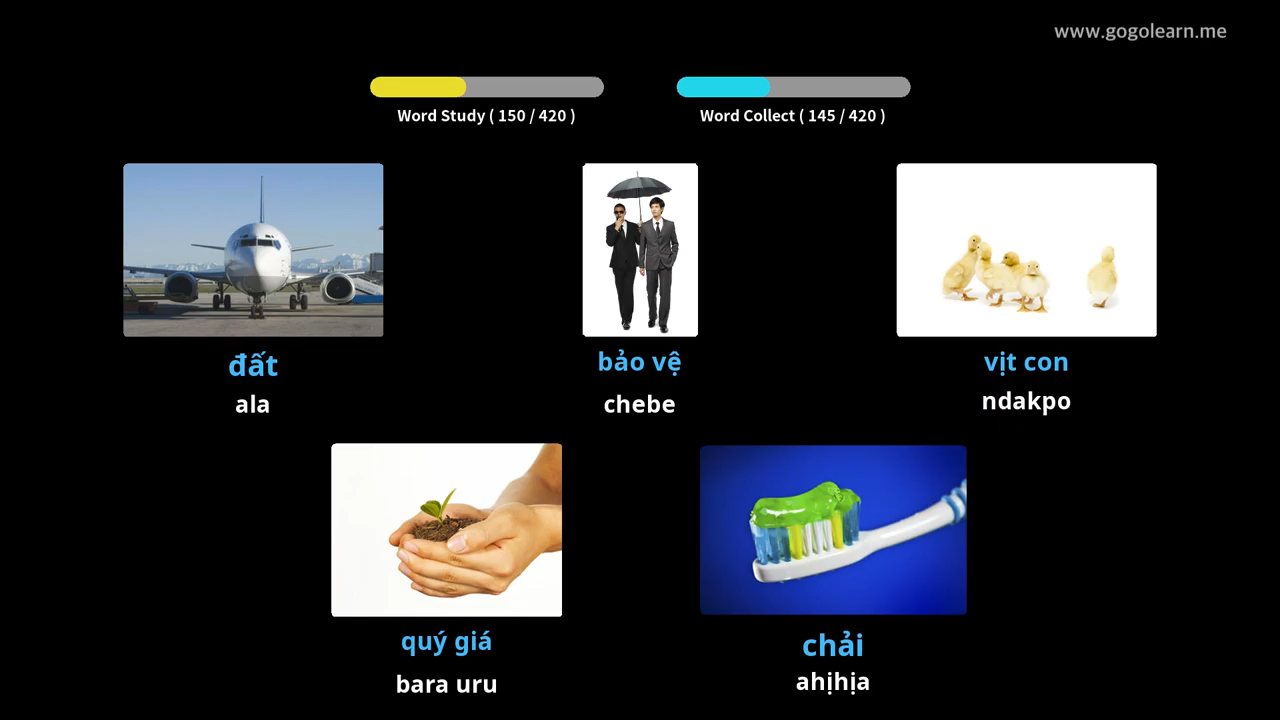 www.gogolearn.me
Word Study ( 150 / 420 )
Word Collect ( 145 / 420 )
đất
ala
bảo vệ
chebe
vịt con
ndakpo
quý giá
bara uru
chải
ahịhịa